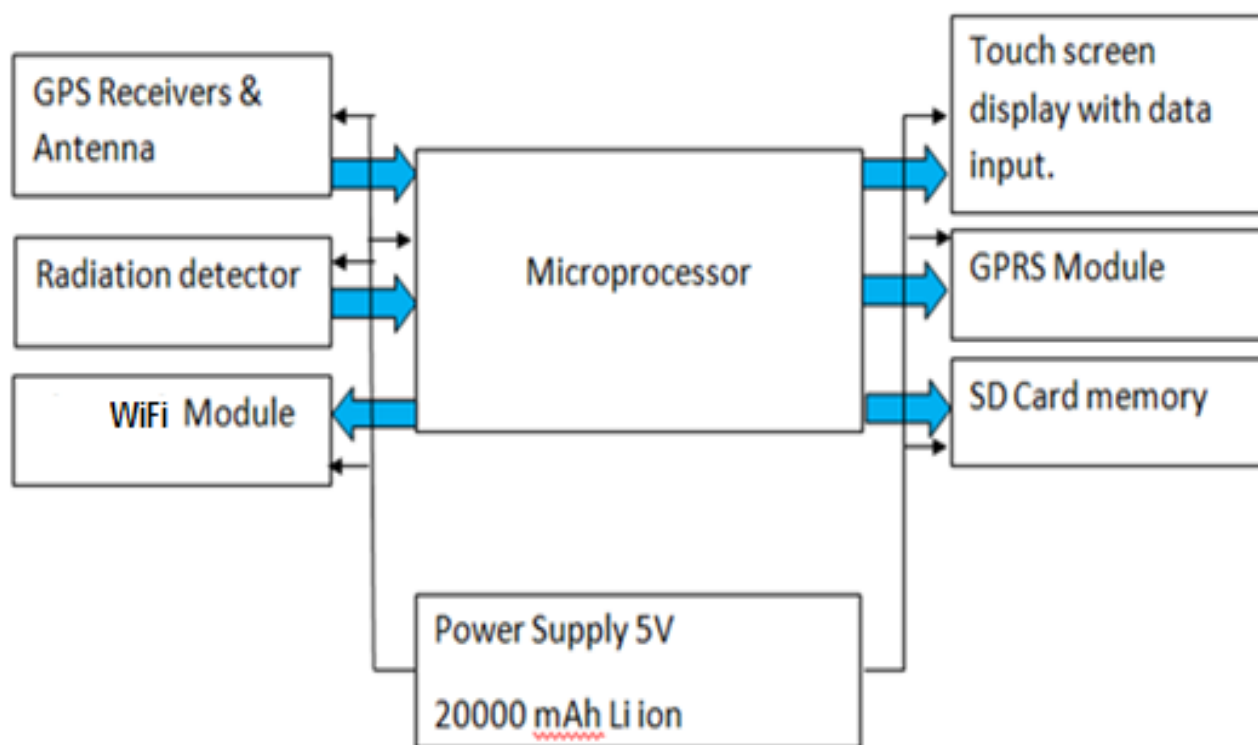 GPS Receivers &
Antenna
Radiation detector
WiFi Module
Microprocessor
Touch screen
display with data
input.
GPRS Module
SD Card memory
Power Supply 5V
20000 mAh Li ion